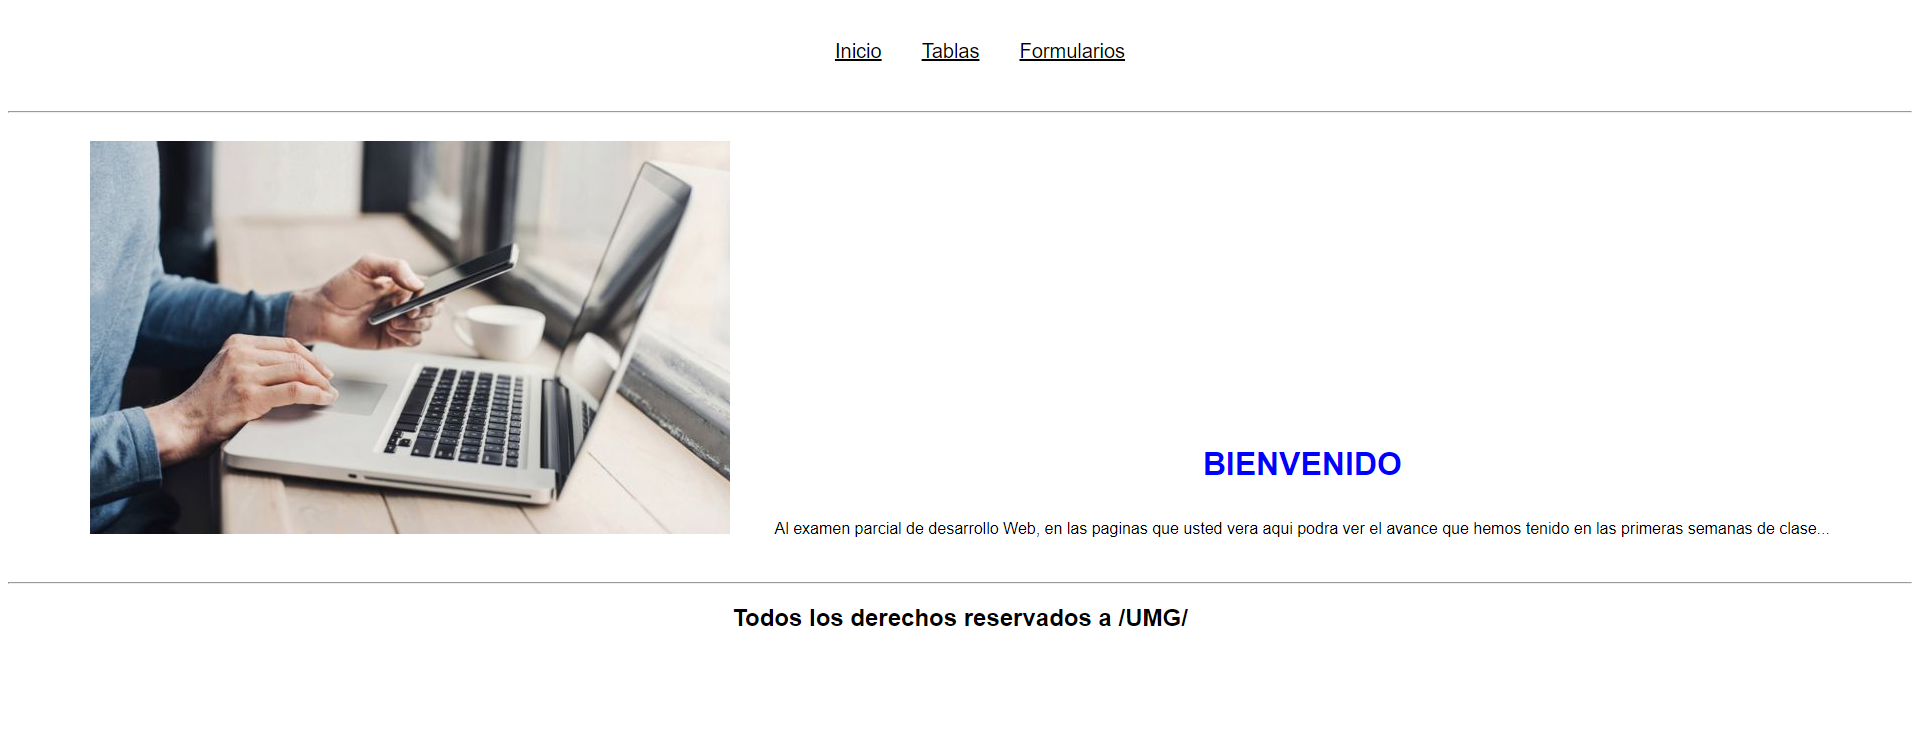 Inicio Tablas Formularios
BIENVENIDO
Al examen parcial de desarrollo Web, en las paginas que usted vera aqui podra ver el avance que hemos tenido en las primeras semanas de clase...
Todos los derechos reservados a /UMG/